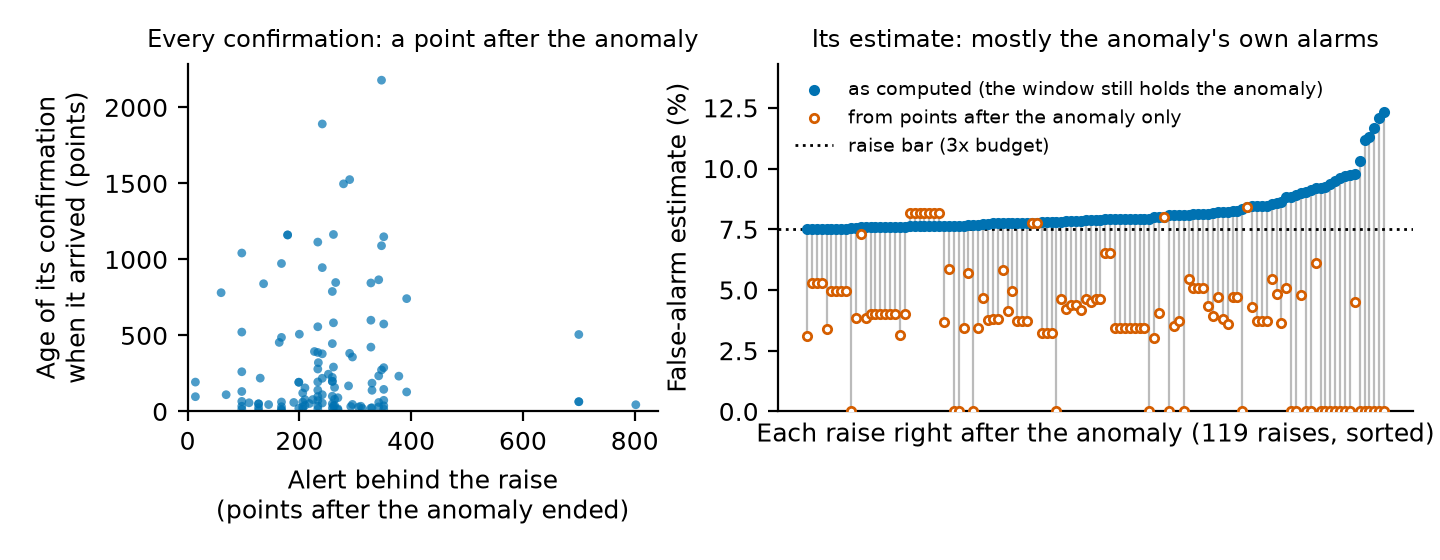 Every confirmation: a point after the anomaly
Age of its confirmation
when it arrived (points)
2000
1500
1000
500
0
0 200 400 600 800
Alert behind the raise
(points after the anomaly ended)
Its estimate: mostly the anomaly's own alarms
False-alarm estimate (%)
12.5
10.0
7.5
5.0
2.5
0.0
as computed (the window still holds the anomaly)
from points after the anomaly only
raise bar (3x budget)
Each raise right after the anomaly (119 raises, sorted)